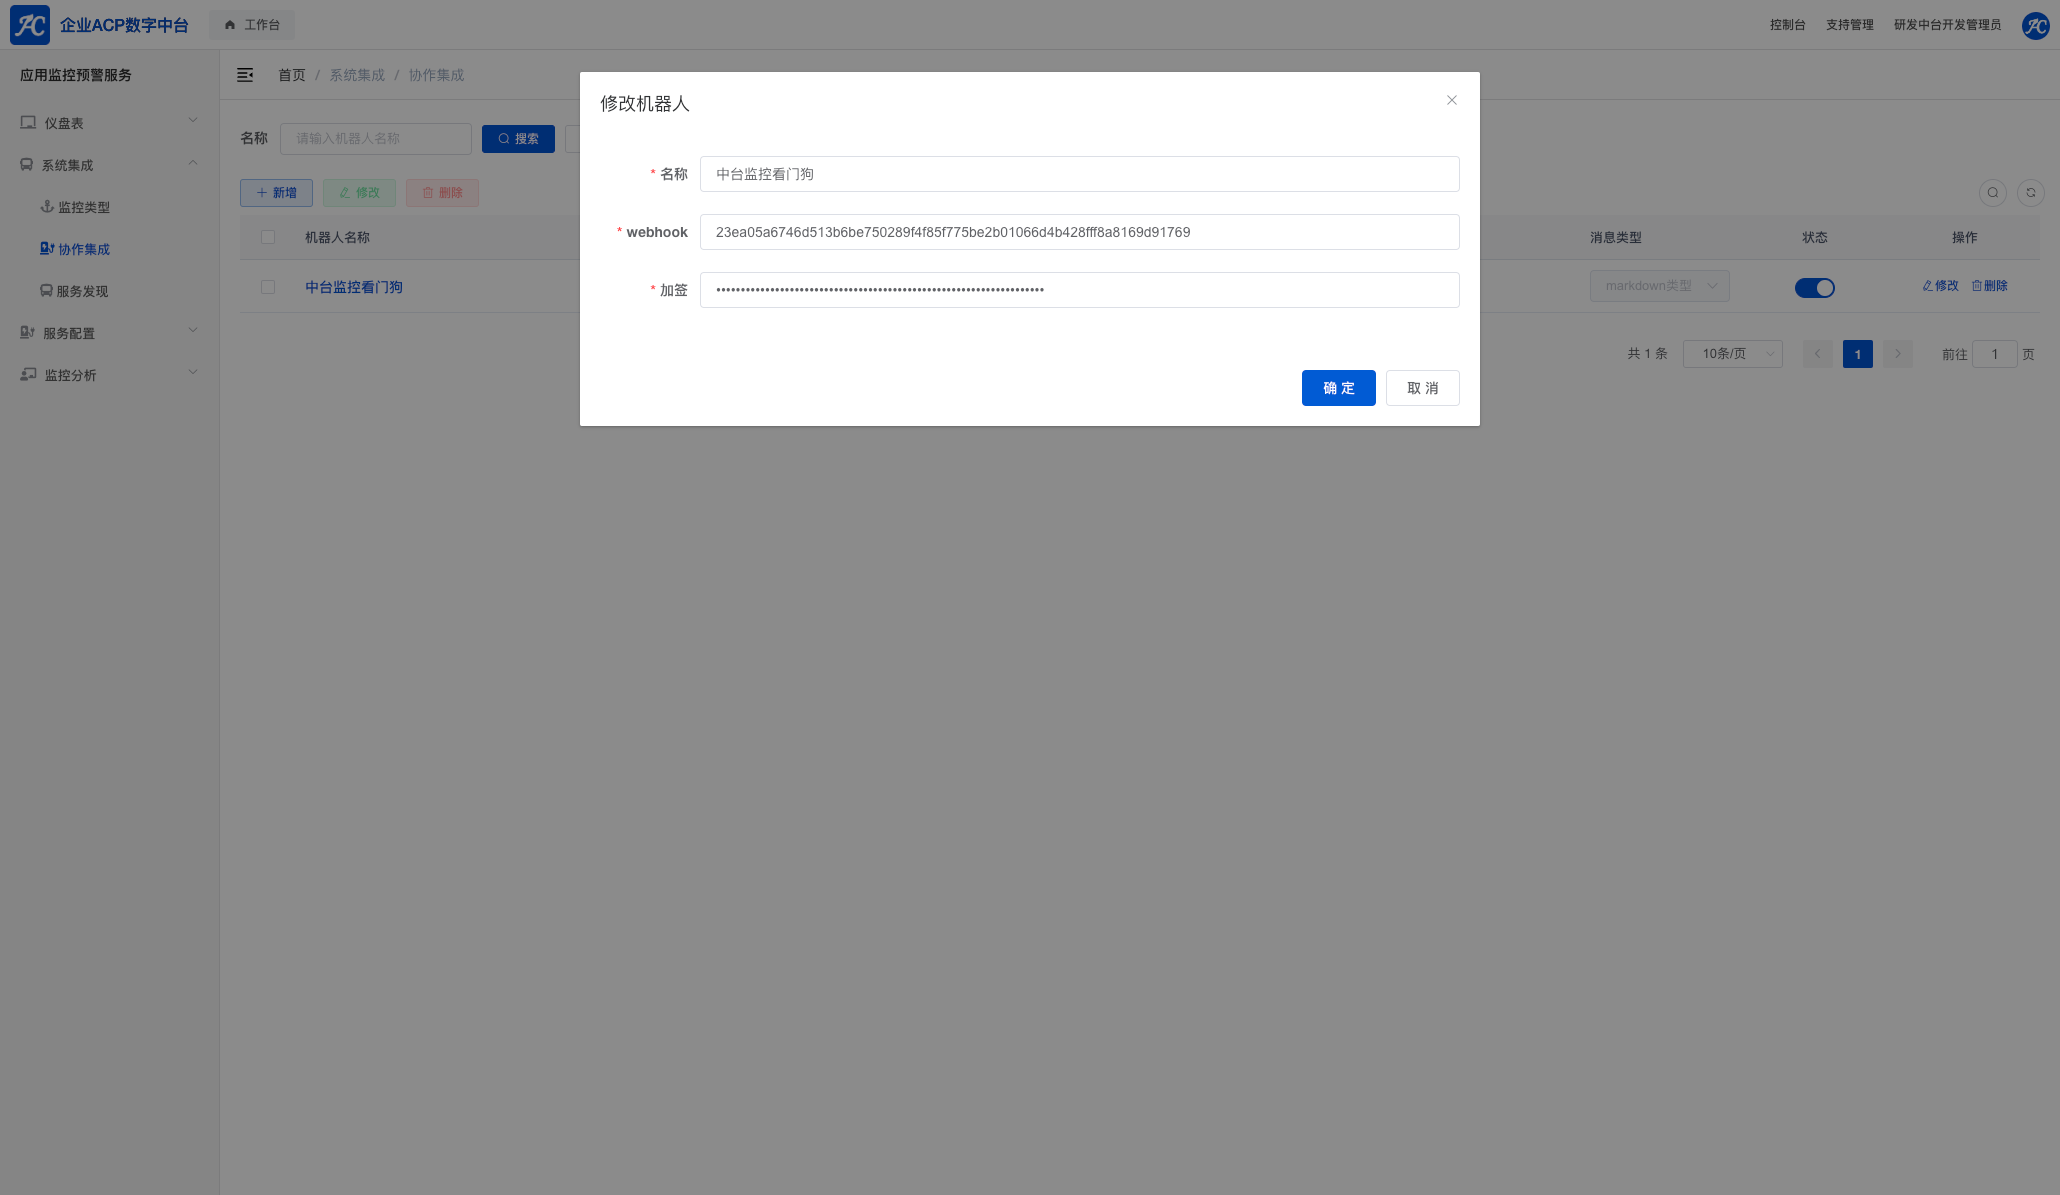 企业ACP数字中台
工作台
控制台 支持管理 研发中台开发管理员
应用监控预警服务
首页 / 系统集成 / 协作集成
仪盘表
系统集成
监控类型
协作集成
服务发现
服务配置
监控分析
名称 请输入机器人名称 搜索
新增 修改 删除
机器人名称 消息类型 状态 操作
中台监控看门狗 markdown类型 修改 删除
共 1 条 10条/页 1 前往 1 页
修改机器人
* 名称 中台监控看门狗
* webhook 23ea05a6746d513b6be750289f4f85f775be2b01066d4b428fff8a8169d91769
* 加签 ••••••••••••••••••••••••••••••••••••••••••••••••••••••••••••••••••
确 定 取 消